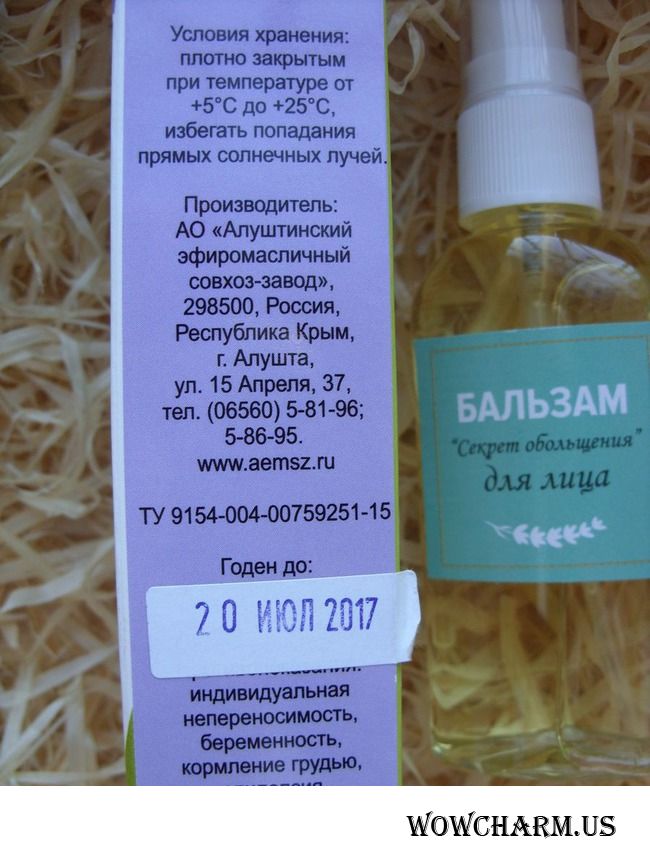 Условия хранения:
плотно закрытым
при температуре от
+5°С до +25°С,
избегать попадания
прямых солнечных лучей.
Производитель:
АО «Алуштинский
эфиромасличный
совхоз-завод»,
298500, Россия,
Республика Крым,
г. Алушта,
ул. 15 Апреля, 37,
тел. (06560) 5-81-96;
5-86-95.
www.aemsz.ru
ТУ 9154-004-00759251-15
Годен до:
20 ИЮЛ 2017
индивидуальная
непереносимость,
беременность,
кормление грудью,
БАЛЬЗАМ
"Секрет обольщения"
для лица
WOWCHARM.US